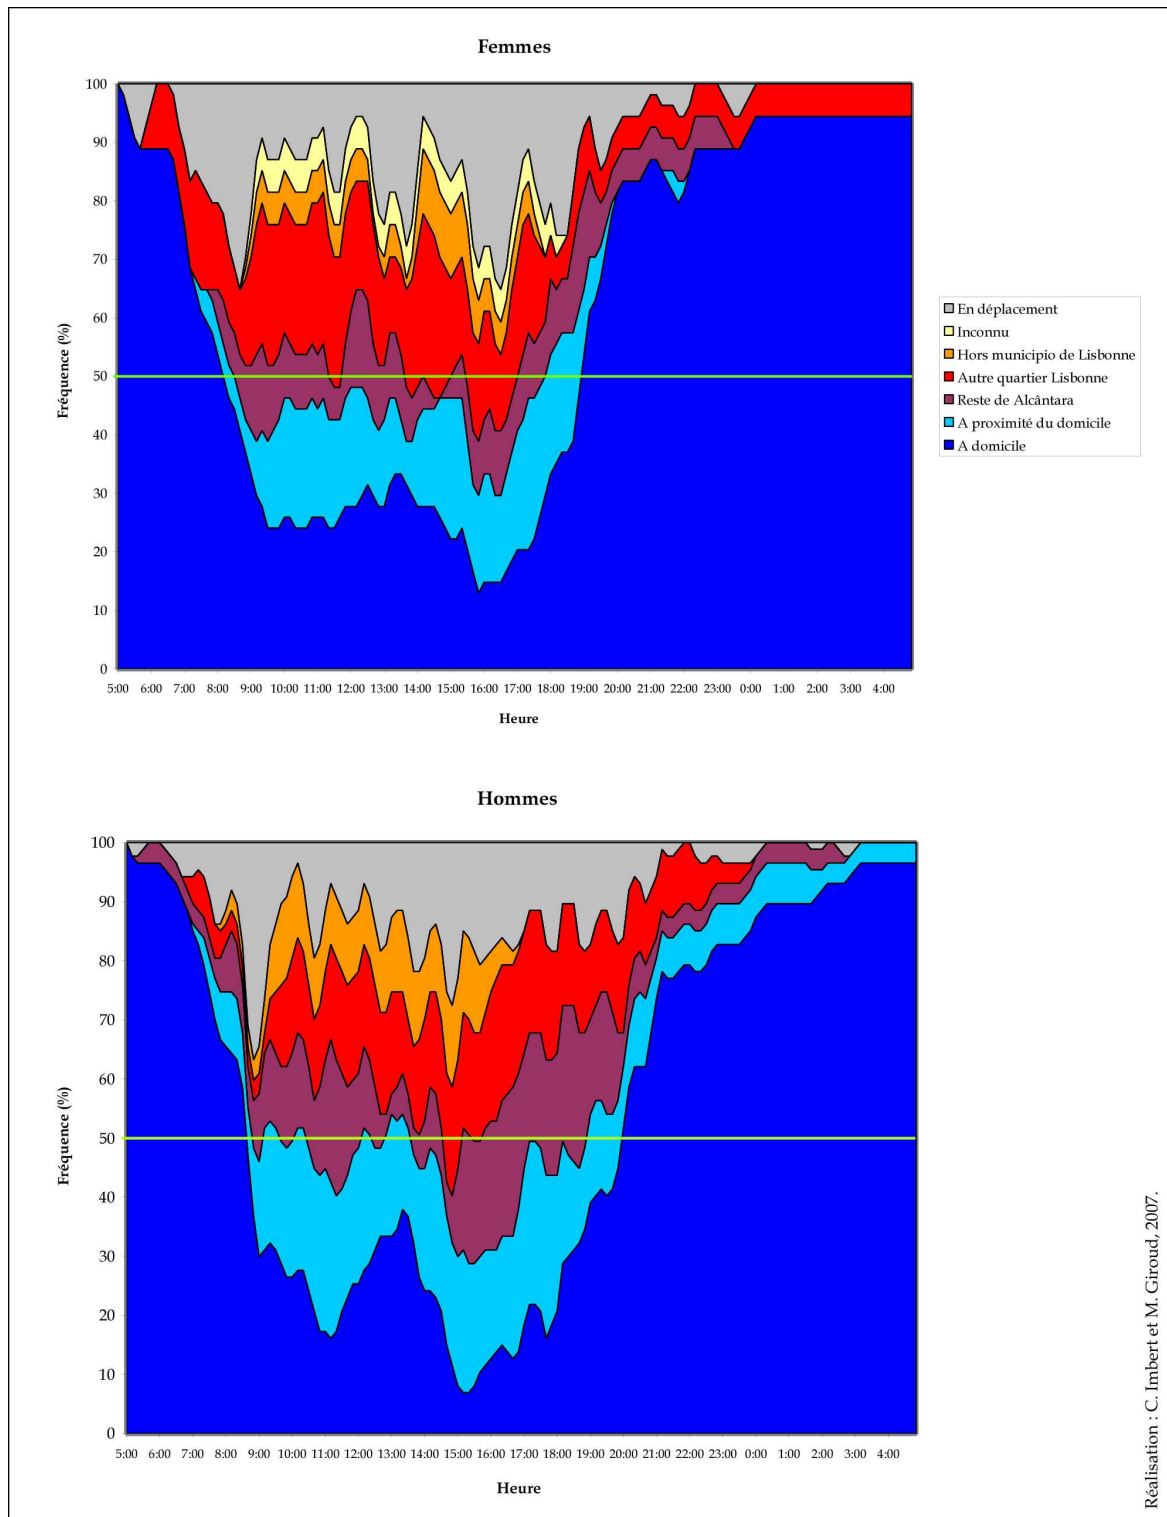 Femmes
100
90
80
70
60
50
40
30
20
10
0
Fréquence (%)
5:00 6:00 7:00 8:00 9:00 10:00 11:00 12:00 13:00 14:00 15:00 16:00 17:00 18:00 19:00 20:00 21:00 22:00 23:00 0:00 1:00 2:00 3:00 4:00
Heure
En déplacement
Inconnu
Hors municipio de Lisbonne
Autre quartier Lisbonne
Reste de Alcântara
A proximité du domicile
A domicile
Hommes
100
90
80
70
60
50
40
30
20
10
0
Fréquence (%)
5:00 6:00 7:00 8:00 9:00 10:00 11:00 12:00 13:00 14:00 15:00 16:00 17:00 18:00 19:00 20:00 21:00 22:00 23:00 0:00 1:00 2:00 3:00 4:00
Heure
Réalisation : C. Imbert et M. Giroud, 2007.